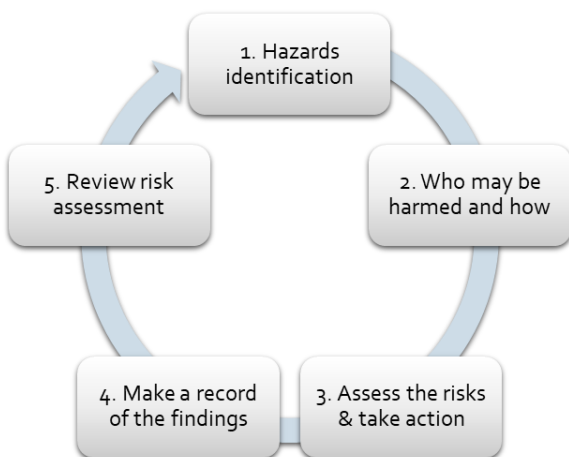 1. Hazards
identification
2. Who may be
harmed and how
3. Assess the risks
& take action
4. Make a record
of the findings
5. Review risk
assessment